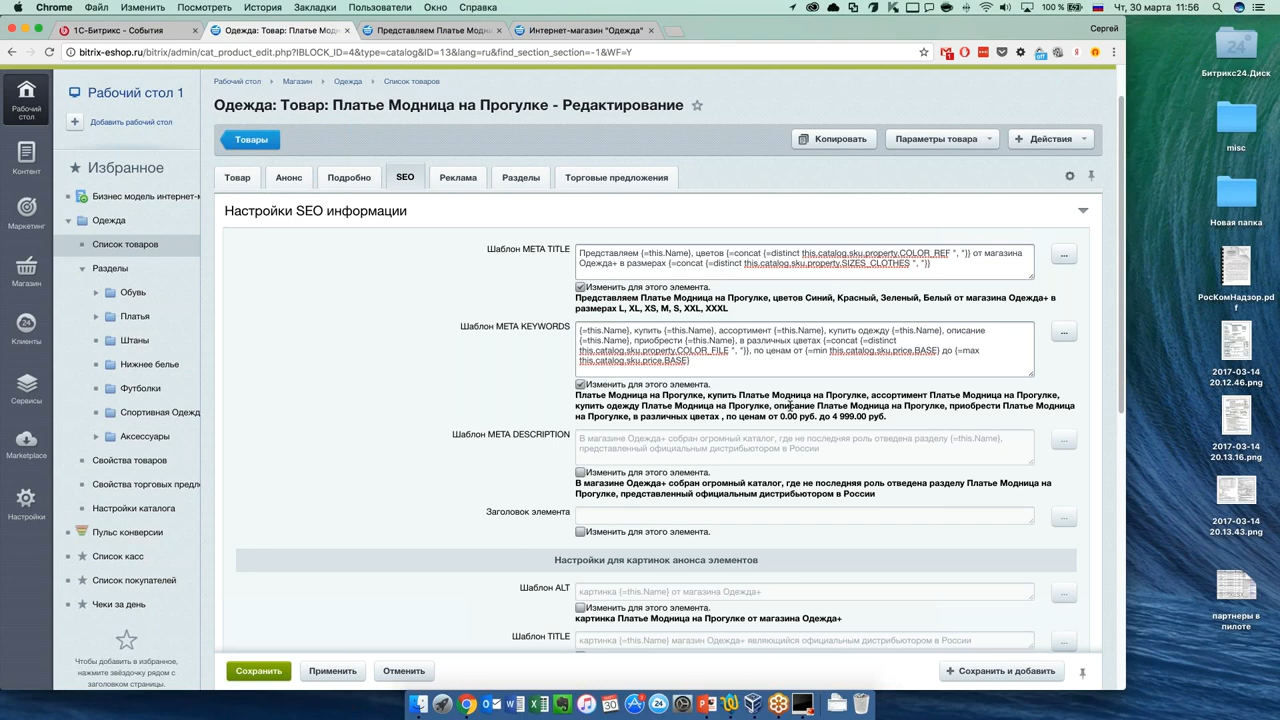 Chrome Файл Изменить Просмотреть История Закладки Пользователи Окно Справка 100 % Чт, 30 марта 11:56
1С-Битрикс - События
Одежда: Товар: Платье Модн
Представляем Платье Модни
Интернет-магазин "Одежда"
Сергей
bitrix-eshop.ru/bitrix/admin/cat_product_edit.php?IBLOCK_ID=4&type=catalog&ID=13&lang=ru&find_section_section=-1&WF=Y
Рабочий стол
Контент
Маркетинг
Магазин
24
Клиенты
Сервисы
Marketplace
Настройки
Рабочий стол 1
Добавить рабочий стол
Избранное
Бизнес модель интернет-м
Одежда
Список товаров
Разделы
Обувь
Платья
Штаны
Нижнее белье
Футболки
Спортивная Одежд
Аксессуары
Свойства товаров
Свойства торговых предл
Настройки каталога
Пульс конверсии
Список касс
Список покупателей
Чеки за день
Чтобы добавить в избранное,
нажмите звёздочку рядом с
заголовком страницы.
Рабочий стол Магазин Одежда Список товаров
Одежда: Товар: Платье Модница на Прогулке - Редактирование
Товары
Копировать
Параметры товара
Действия
Товар Анонс Подробно SEO Реклама Разделы Торговые предложения
Настройки SEO информации
Шаблон META TITLE
Представляем {=this.Name}, цветов {=concat {=distinct this.catalog.sku.property.COLOR_REF ", "}} от магазина
Одежда+ в размерах {=concat {=distinct this.catalog.sku.property.SIZES_CLOTHES ", "}}
...
Изменить для этого элемента.
Представляем Платье Модница на Прогулке, цветов Синий, Красный, Зеленый, Белый от магазина Одежда+ в
размерах L, XL, XS, M, S, XXL, XXXL
Шаблон META KEYWORDS
{=this.Name}, купить {=this.Name}, ассортимент {=this.Name}, купить одежду {=this.Name}, описание
{=this.Name}, приобрести {=this.Name}, в различных цветах {=concat {=distinct
this.catalog.sku.property.COLOR_FILE ", "}}, по ценам от {=min this.catalog.sku.price.BASE} до {=max
this.catalog.sku.price.BASE}
...
Изменить для этого элемента.
Платье Модница на Прогулке, купить Платье Модница на Прогулке, ассортимент Платье Модница на Прогулке,
купить одежду Платье Модница на Прогулке, описание Платье Модница на Прогулке, приобрести Платье Модница
на Прогулке, в различных цветах , по ценам от 0.00 руб. до 4 999.00 руб.
Шаблон META DESCRIPTION
В магазине Одежда+ собран огромный каталог, где не последняя роль отведена разделу {=this.Name},
представленный официальным дистрибьютором в России
...
Изменить для этого элемента.
В магазине Одежда+ собран огромный каталог, где не последняя роль отведена разделу Платье Модница на
Прогулке, представленный официальным дистрибьютором в России
Заголовок элемента
...
Изменить для этого элемента.
Настройки для картинок анонса элементов
Шаблон ALT
картинка {=this.Name} от магазина Одежда+
...
Изменить для этого элемента.
картинка Платье Модница на Прогулке от магазина Одежда+
Шаблон TITLE
картинка {=this.Name} магазин Одежда+ являющийся официальным дистрибьютором в России
...
Сохранить
Применить
Отменить
Сохранить и добавить
24
Битрикс24.Диск
misc
Новая папка
РосКомНадзор.pd
f
2017-03-14
20.12.46.png
2017-03-14
20.13.16.png
2017-03-14
20.13.43.png
партнеры в
пилоте